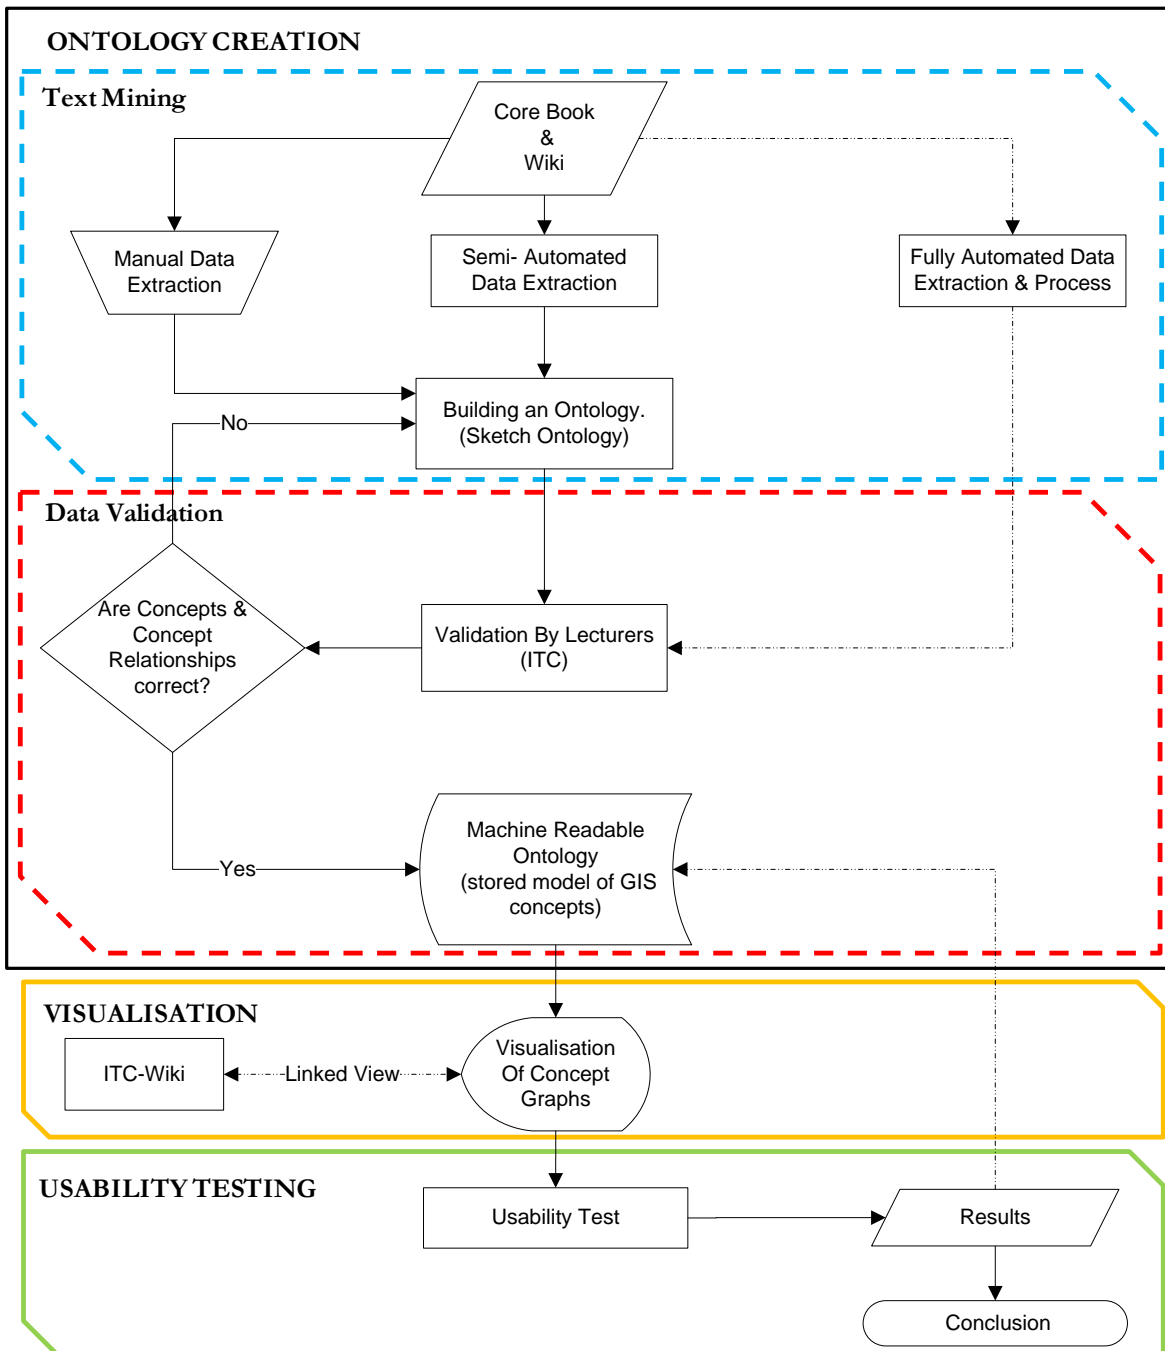 ONTOLOGY CREATION
Text Mining
Core Book
&
Wiki
Manual Data
Extraction
Semi- Automated
Data Extraction
Fully Automated Data
Extraction & Process
Building an Ontology.
(Sketch Ontology)
No
Data Validation
Are Concepts &
Concept
Relationships
correct?
Validation By Lecturers
(ITC)
Yes
Machine Readable
Ontology
(stored model of GIS
concepts)
VISUALISATION
ITC-Wiki
Linked View
Visualisation
Of Concept
Graphs
USABILITY TESTING
Usability Test
Results
Conclusion